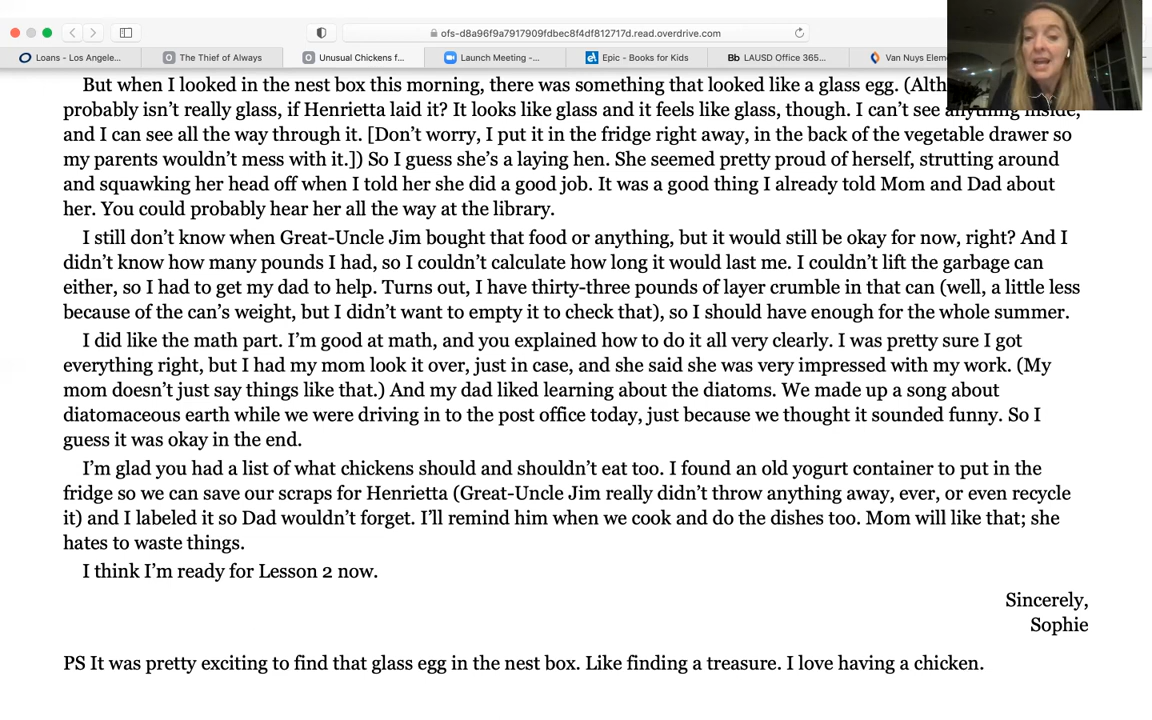 ofs-d8a96f9a7917909fdbec8f4df812717d.read.overdrive.com
Loans - Los Angele...
The Thief of Always
Unusual Chickens f...
Launch Meeting -...
Epic - Books for Kids
Bb LAUSD Office 365...
Van Nuys Elem
But when I looked in the nest box this morning, there was something that looked like a glass egg. (Alth
probably isn't really glass, if Henrietta laid it? It looks like glass and it feels like glass, though. I can't see anything inside,
and I can see all the way through it. [Don't worry, I put it in the fridge right away, in the back of the vegetable drawer so
my parents wouldn't mess with it.]) So I guess she's a laying hen. She seemed pretty proud of herself, strutting around
and squawking her head off when I told her she did a good job. It was a good thing I already told Mom and Dad about
her. You could probably hear her all the way at the library.
I still don't know when Great-Uncle Jim bought that food or anything, but it would still be okay for now, right? And I
didn't know how many pounds I had, so I couldn't calculate how long it would last me. I couldn't lift the garbage can
either, so I had to get my dad to help. Turns out, I have thirty-three pounds of layer crumble in that can (well, a little less
because of the can's weight, but I didn't want to empty it to check that), so I should have enough for the whole summer.
I did like the math part. I'm good at math, and you explained how to do it all very clearly. I was pretty sure I got
everything right, but I had my mom look it over, just in case, and she said she was very impressed with my work. (My
mom doesn't just say things like that.) And my dad liked learning about the diatoms. We made up a song about
diatomaceous earth while we were driving in to the post office today, just because we thought it sounded funny. So I
guess it was okay in the end.
I'm glad you had a list of what chickens should and shouldn't eat too. I found an old yogurt container to put in the
fridge so we can save our scraps for Henrietta (Great-Uncle Jim really didn't throw anything away, ever, or even recycle
it) and I labeled it so Dad wouldn't forget. I'll remind him when we cook and do the dishes too. Mom will like that; she
hates to waste things.
I think I'm ready for Lesson 2 now.
Sincerely,
Sophie
PS It was pretty exciting to find that glass egg in the nest box. Like finding a treasure. I love having a chicken.